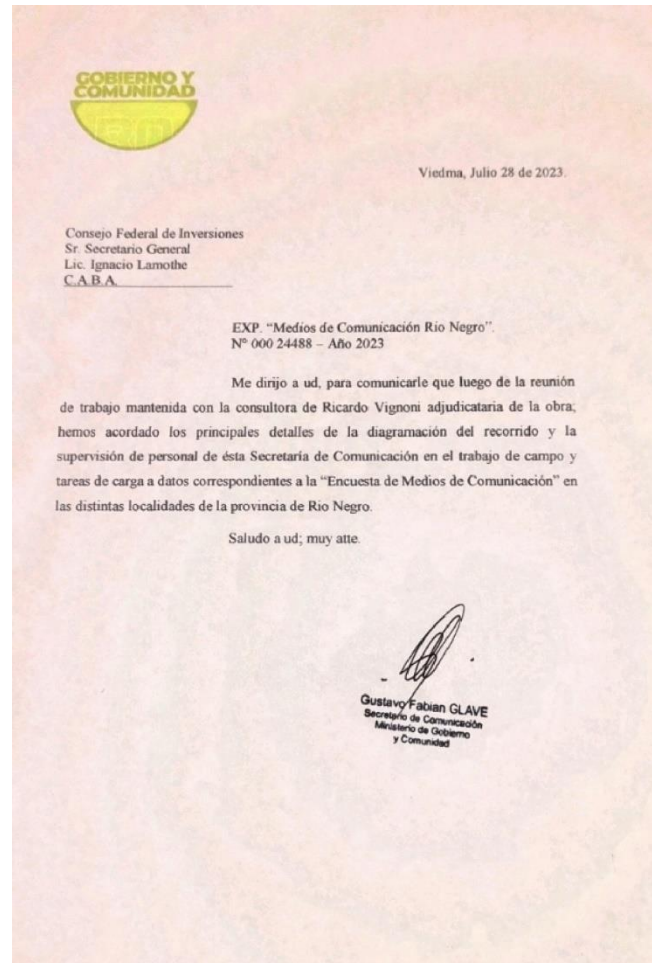 GOBIERNO Y
COMUNIDAD
Viedma, Julio 28 de 2023.
Consejo Federal de Inversiones
Sr. Secretario General
Lic. Ignacio Lamothe
C.A.B.A.
EXP. “Medios de Comunicación Rio Negro”.
Nº 000 24488 – Año 2023
Me dirijo a ud, para comunicarle que luego de la reunión
de trabajo mantenida con la consultora de Ricardo Vignoni adjudicataria de la obra;
hemos acordado los principales detalles de la diagramación del recorrido y la
supervisión de personal de ésta Secretaría de Comunicación en el trabajo de campo y
tareas de carga a datos correspondientes a la “Encuesta de Medios de Comunicación” en
las distintas localidades de la provincia de Rio Negro.
Saludo a ud; muy atte.
Gustavo Fabian GLAVE
Secretario de Comunicación
Ministerio de Gobierno
y Comunidad